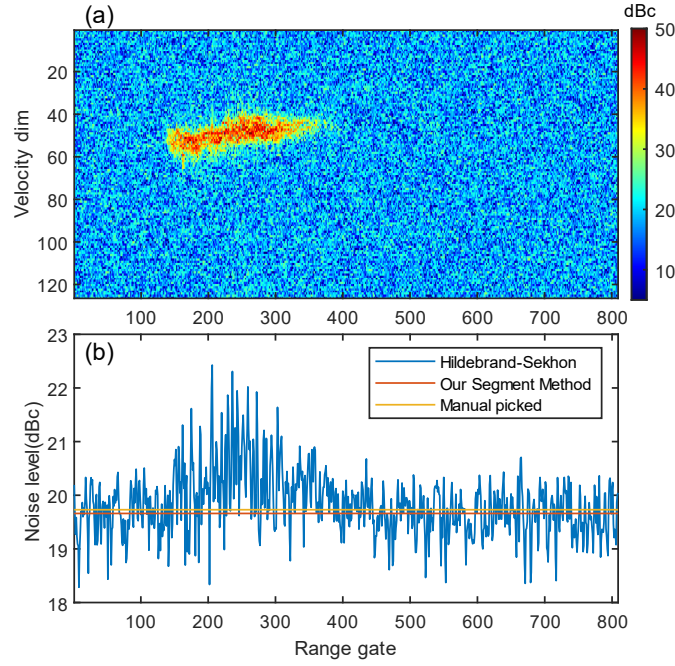 (a)
dBc
20
40
60
80
100
120
Velocity dim
100 200 300 400 500 600 700 800
50
40
30
20
10
(b)
23
22
21
20
19
18
Noise level(dBc)
Hildebrand-Sekhon
Our Segment Method
Manual picked
100 200 300 400 500 600 700 800
Range gate